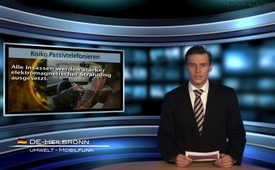 Risiko Passivtelefonieren
Alle Insassen werden starker
elektromagnetischer Strahlung
ausgesetzt.
DE-HEILBRONN
UMWELT - MOBILFUNK